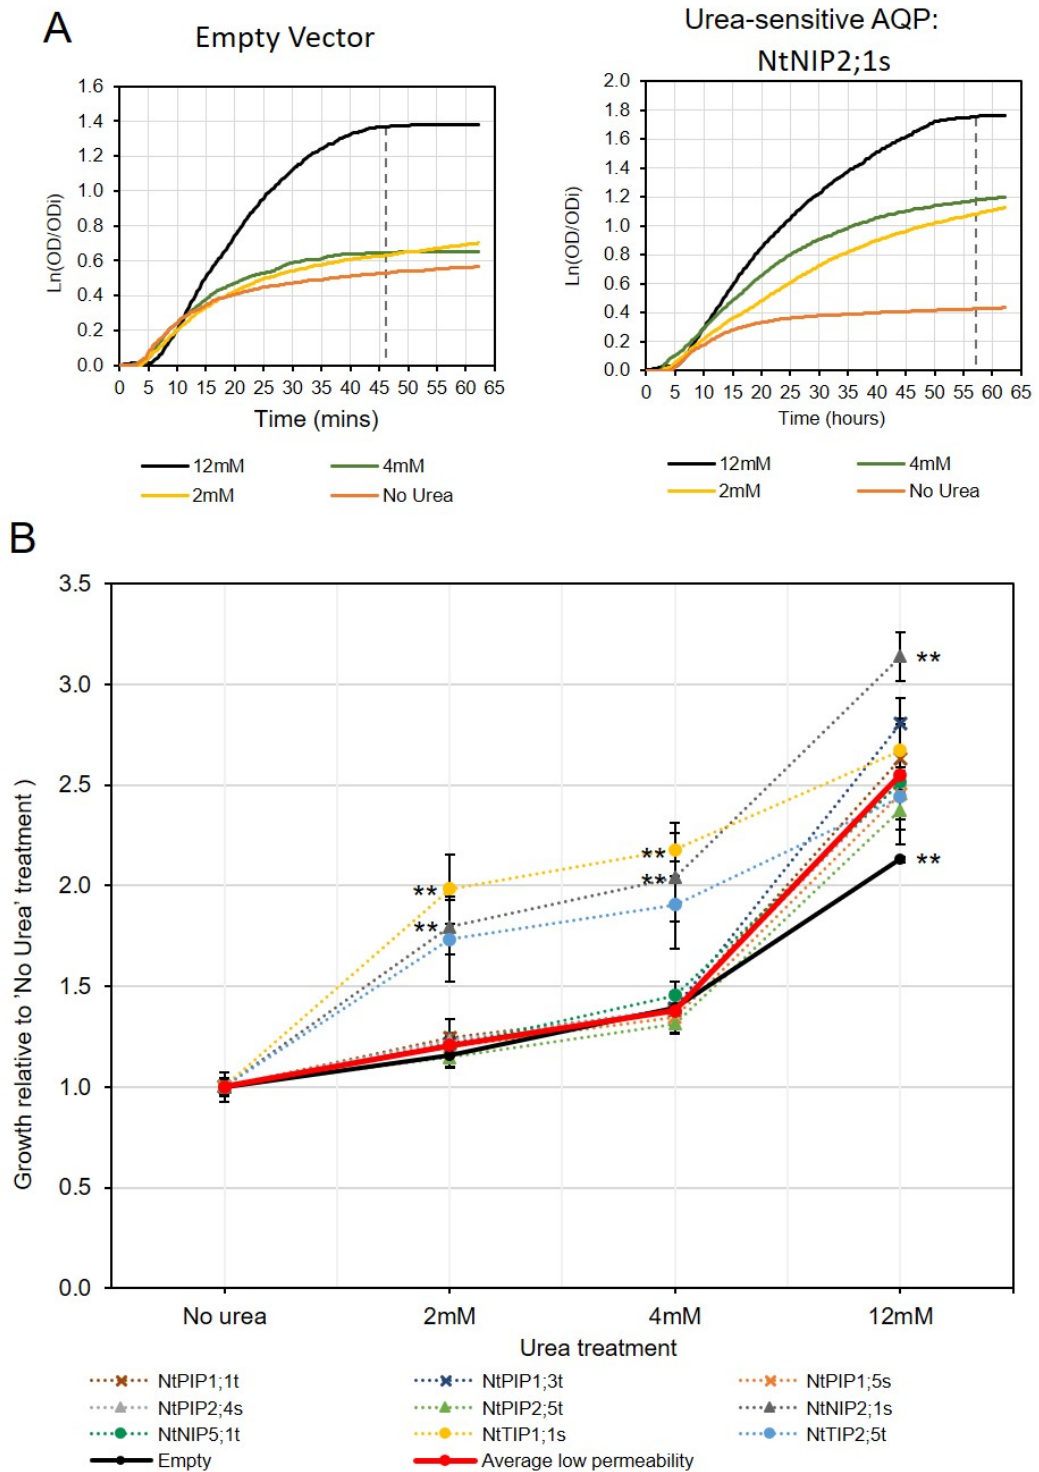 A
Empty Vector
Urea-sensitive AQP:
NtNIP2;1s
Ln(OD/ODi)
1.6
1.4
1.2
1.0
0.8
0.6
0.4
0.2
0.0
0 5 10 15 20 25 30 35 40 45 50 55 60 65
Time (mins)
12mM 4mM
2mM No Urea
Ln(OD/ODi)
2.0
1.8
1.6
1.4
1.2
1.0
0.8
0.6
0.4
0.2
0.0
0 5 10 15 20 25 30 35 40 45 50 55 60 65
Time (hours)
12mM 4mM
2mM No Urea
B
Growth relative to 'No Urea' treatment )
3.5
3.0
2.5
2.0
1.5
1.0
0.5
0.0
**
**
**
**
**
**
No urea 2mM 4mM 12mM
Urea treatment
NtPIP1;1t NtPIP1;3t NtPIP1;5s
NtPIP2;4s NtPIP2;5t NtNIP2;1s
NtNIP5;1t NtTIP1;1s NtTIP2;5t
Empty Average low permeability